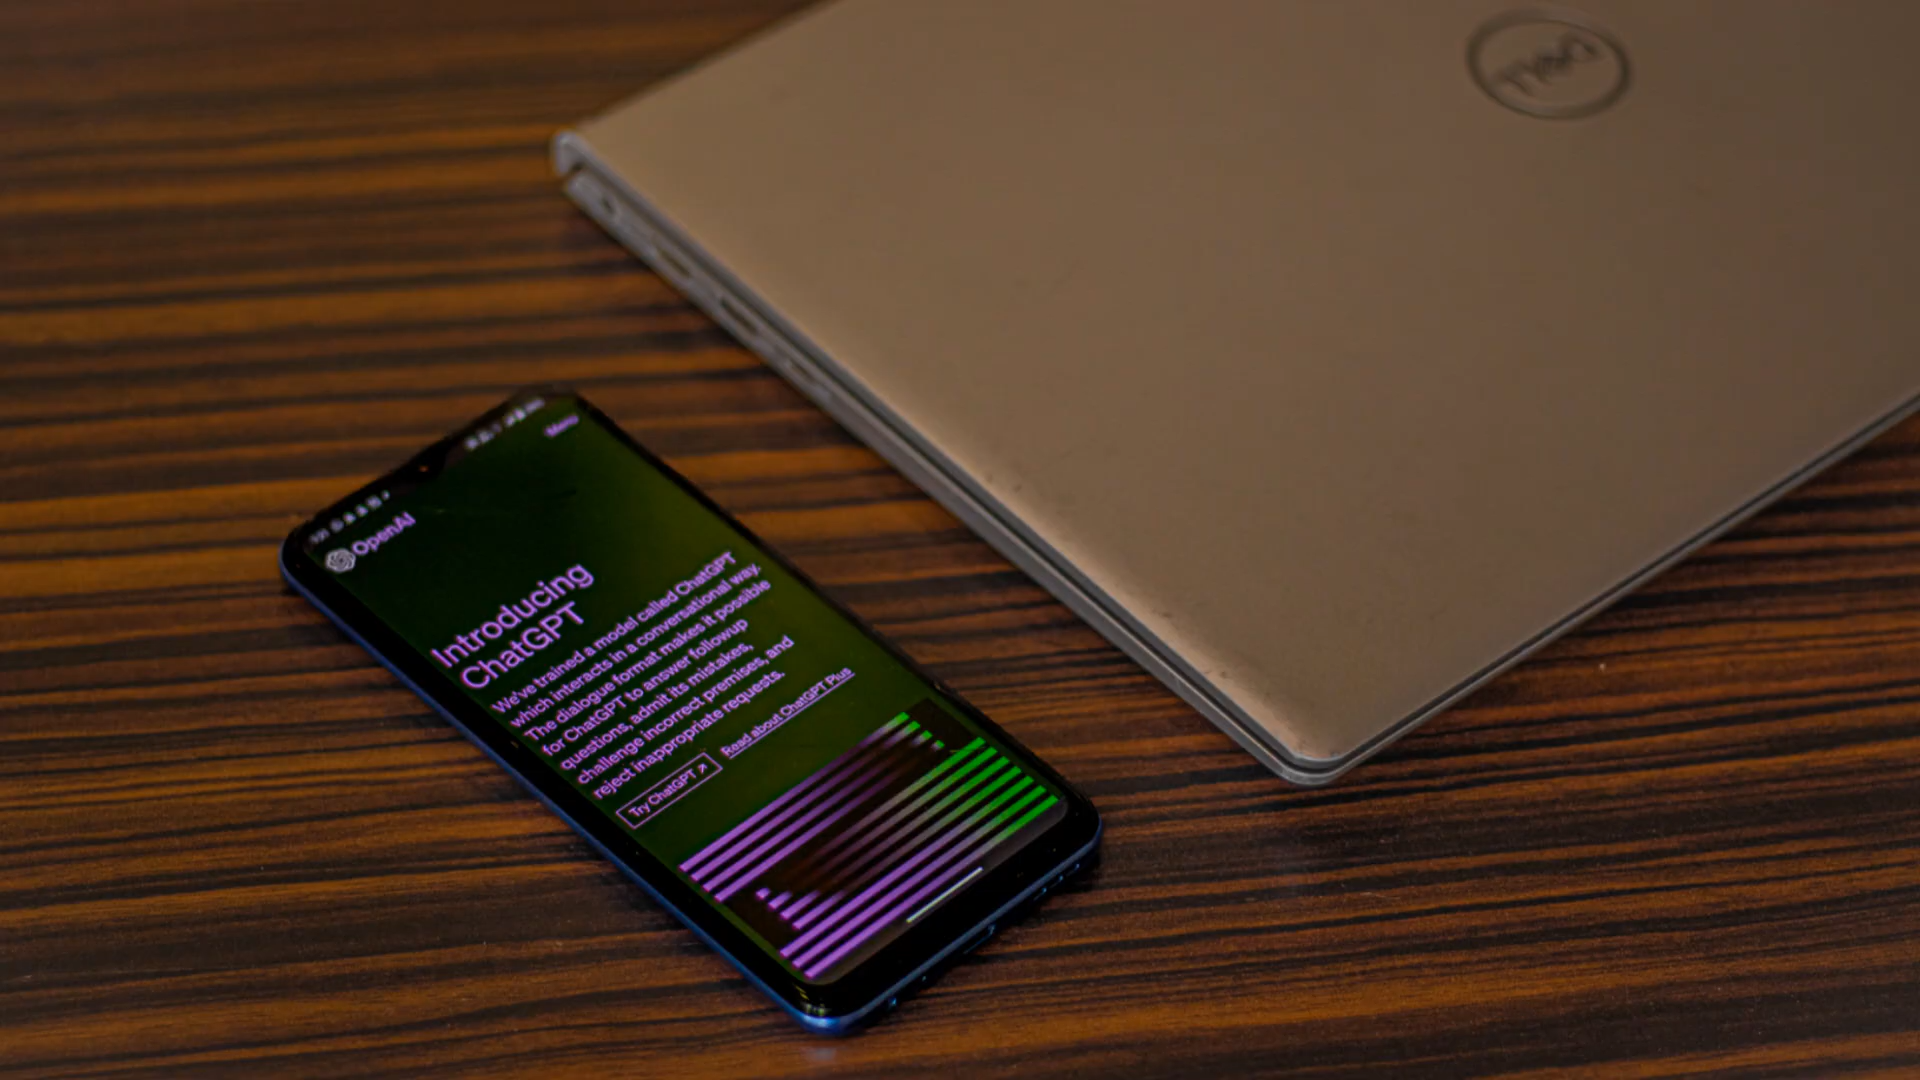 OpenAI
Menu
Introducing
ChatGPT
We've trained a model called ChatGPT
which interacts in a conversational way.
The dialogue format makes it possible
for ChatGPT to answer followup
questions, admit its mistakes,
challenge incorrect premises, and
reject inappropriate requests.
Try ChatGPT ↗
Read about ChatGPT Plus
DELL